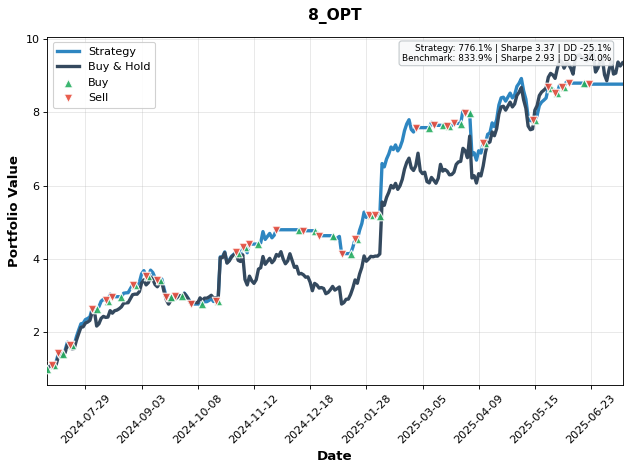 8_OPT
Strategy: 776.1% | Sharpe 3.37 | DD -25.1%
Benchmark: 833.9% | Sharpe 2.93 | DD -34.0%
Strategy
Buy & Hold
Buy
Sell
Portfolio Value
10
8
6
4
2
2024-07-29
2024-09-03
2024-10-08
2024-11-12
2024-12-18
2025-01-28
2025-03-05
2025-04-09
2025-05-15
2025-06-23
Date